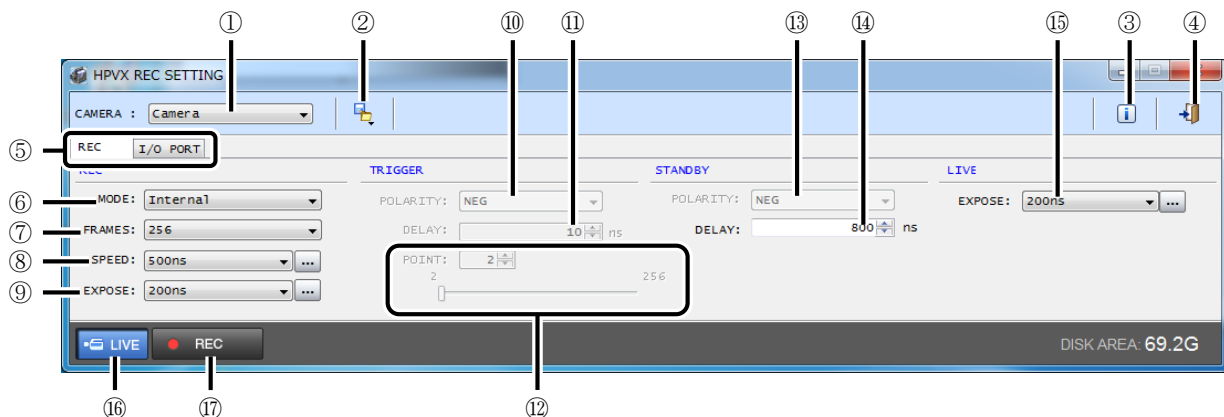 ① ② ⑩ ⑪ ⑬ ⑭ ⑮ ③ ④
HPVX REC SETTING
CAMERA : Camera
⑤ REC I/O PORT
REC TRIGGER STANDBY LIVE
⑥ MODE: Internal POLARITY: NEG POLARITY: NEG EXPOSE: 200ns ...
⑦ FRAMES: 256 DELAY: 10 ns DELAY: 800 ns
⑧ SPEED: 500ns ... POINT: 2
2 256
⑨ EXPOSE: 200ns ...
LIVE REC DISK AREA: 69.2G
⑯ ⑰ ⑫